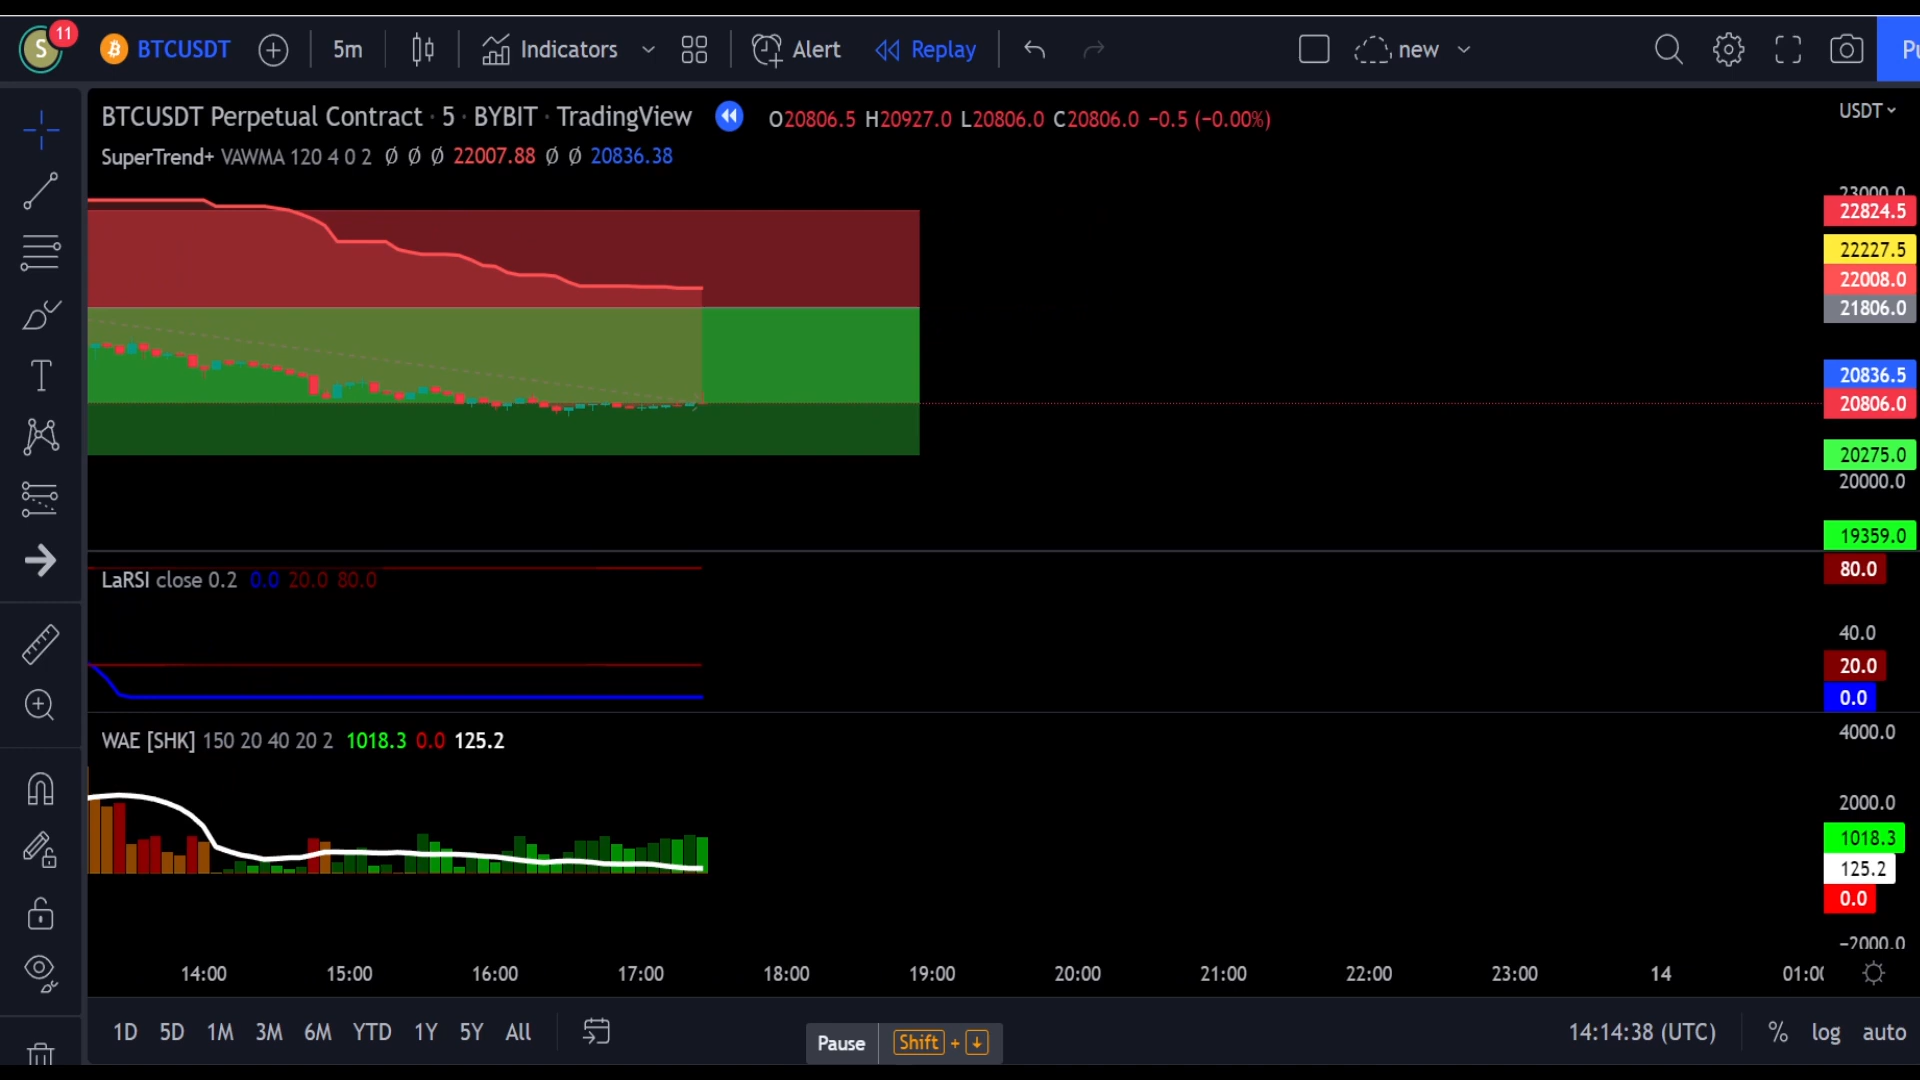 S 11 BTCUSDT 5m Indicators Alert Replay new Pu
BTCUSDT Perpetual Contract · 5 · BYBIT · TradingView O20806.5 H20927.0 L20806.0 C20806.0 −0.5 (−0.00%) USDT
SuperTrend+ VAWMA 120 4 0 2 Ø Ø Ø 22007.88 Ø Ø 20836.38
23000.0
22824.5
22227.5
22008.0
21806.0
20836.5
20806.0
20275.0
20000.0
19359.0
LaRSI close 0.2 0.0 20.0 80.0
80.0
40.0
20.0
0.0
WAE [SHK] 150 20 40 20 2 1018.3 0.0 125.2
4000.0
2000.0
1018.3
125.2
0.0
−2000.0
14:00 15:00 16:00 17:00 18:00 19:00 20:00 21:00 22:00 23:00 14 01:00
1D 5D 1M 3M 6M YTD 1Y 5Y All 14:14:38 (UTC) % log auto
Pause Shift + ↓